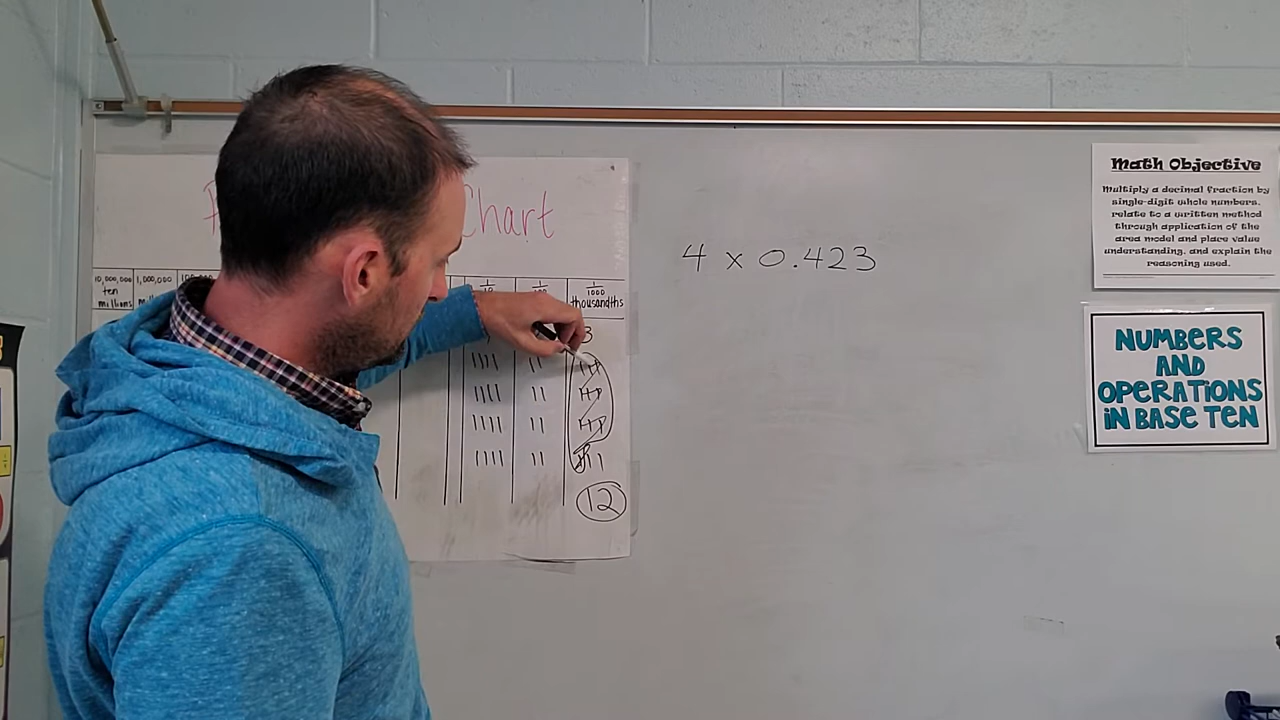 Chart
10,000,000
ten
millions
1,000,000
1/10
1/1000
thousandths
3
12
4 x 0.423
Math Objective
Multiply a decimal fraction by
single-digit whole numbers,
relate to a written method
through application of the
area model and place value
understanding, and explain the
reasoning used.
NUMBERS
AND
OPERATIONS
IN BASE TEN